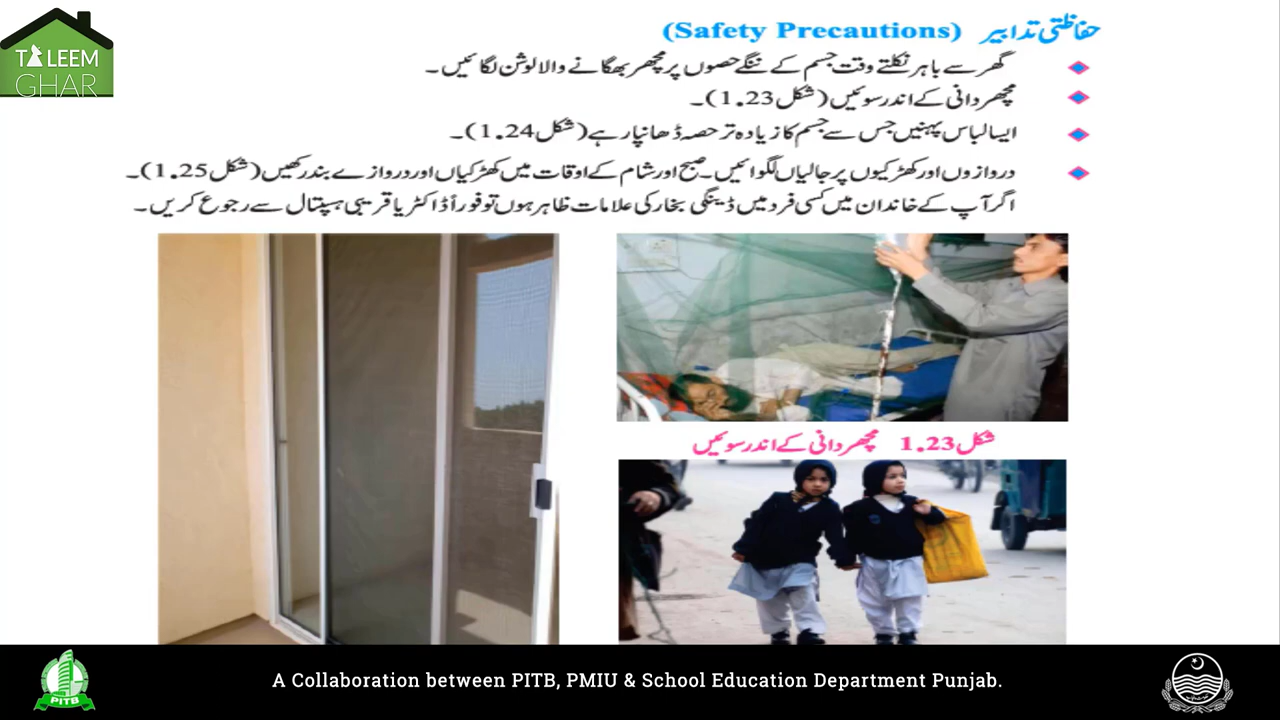 TALEEM
GHAR
حفاظتی تدابیر (Safety Precautions)
گھر سے باہر نکلتے وقت جسم کے ننگے حصوں پر مچھر بھگانے والا لوشن لگائیں۔
مچھر دانی کے اندر سوئیں (شکل 1.23)۔
ایسا لباس پہنیں جس سے جسم کا زیادہ تر حصہ ڈھانپا رہے (شکل 1.24)۔
دروازوں اور کھڑکیوں پر جالیاں لگوائیں۔ صبح اور شام کے اوقات میں کھڑکیاں اور دروازے بند رکھیں (شکل 1.25)۔
اگر آپ کے خاندان میں کسی فرد میں ڈینگی بخار کی علامات ظاہر ہوں تو فوراً ڈاکٹر یا قریبی ہسپتال سے رجوع کریں۔
شکل 1.23 مچھر دانی کے اندر سوئیں
PITB
A Collaboration between PITB, PMIU & School Education Department Punjab.